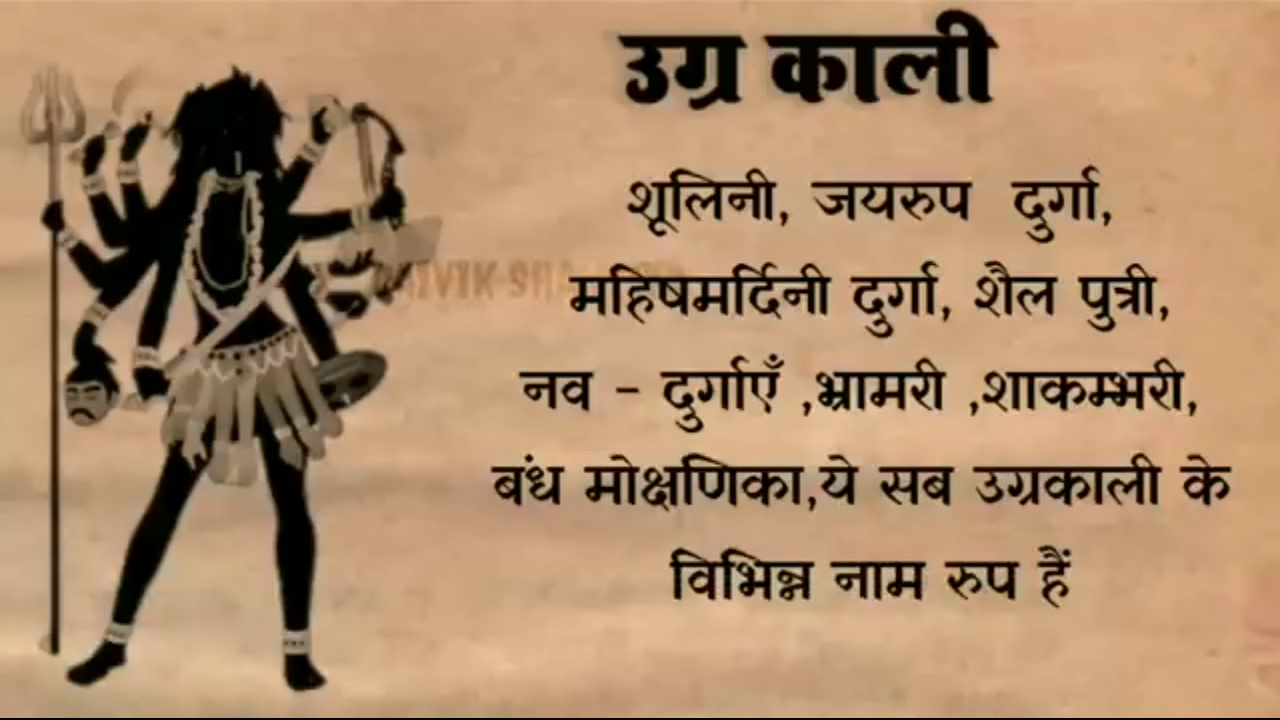 उग्र काली
शूलिनी, जयरुप दुर्गा,
महिषमर्दिनी दुर्गा, शैल पुत्री,
नव - दुर्गाएँ ,भ्रामरी ,शाकम्भरी,
बंध मोक्षणिका,ये सब उग्रकाली के
विभिन्न नाम रुप हैं